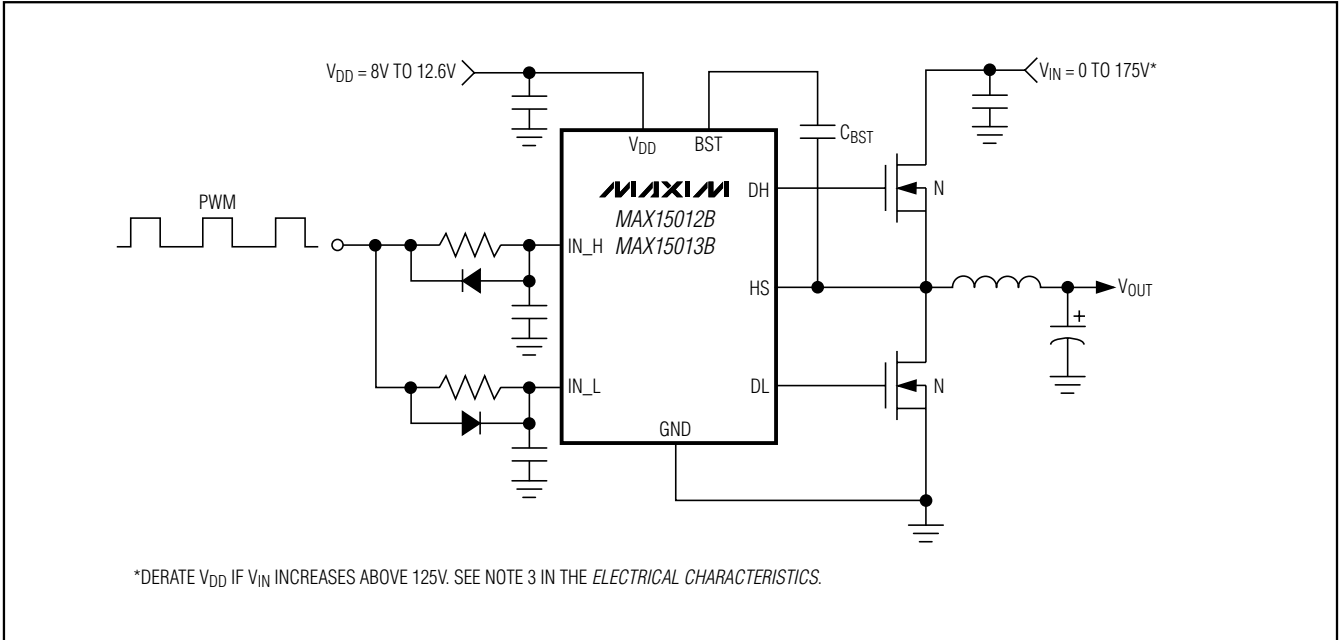 V_DD = 8V TO 12.6V
V_IN = 0 TO 175V*
C_BST
V_DD BST
MAXIM
DH
N
PWM
MAX15012B
IN_H MAX15013B
HS
V_OUT
+
IN_L
DL
N
GND
*DERATE V_DD IF V_IN INCREASES ABOVE 125V. SEE NOTE 3 IN THE ELECTRICAL CHARACTERISTICS.